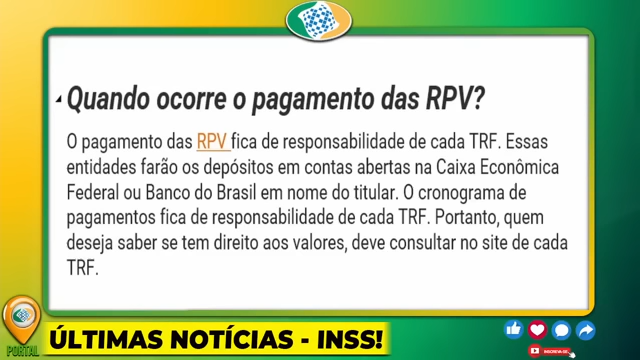 Quando ocorre o pagamento das RPV?
O pagamento das RPV fica de responsabilidade de cada TRF. Essas
entidades farão os depósitos em contas abertas na Caixa Econômica
Federal ou Banco do Brasil em nome do titular. O cronograma de
pagamentos fica de responsabilidade de cada TRF. Portanto, quem
deseja saber se tem direito aos valores, deve consultar no site de cada
TRF.
PORTAL
ÚLTIMAS NOTÍCIAS - INSS!
INSCREVA-SE